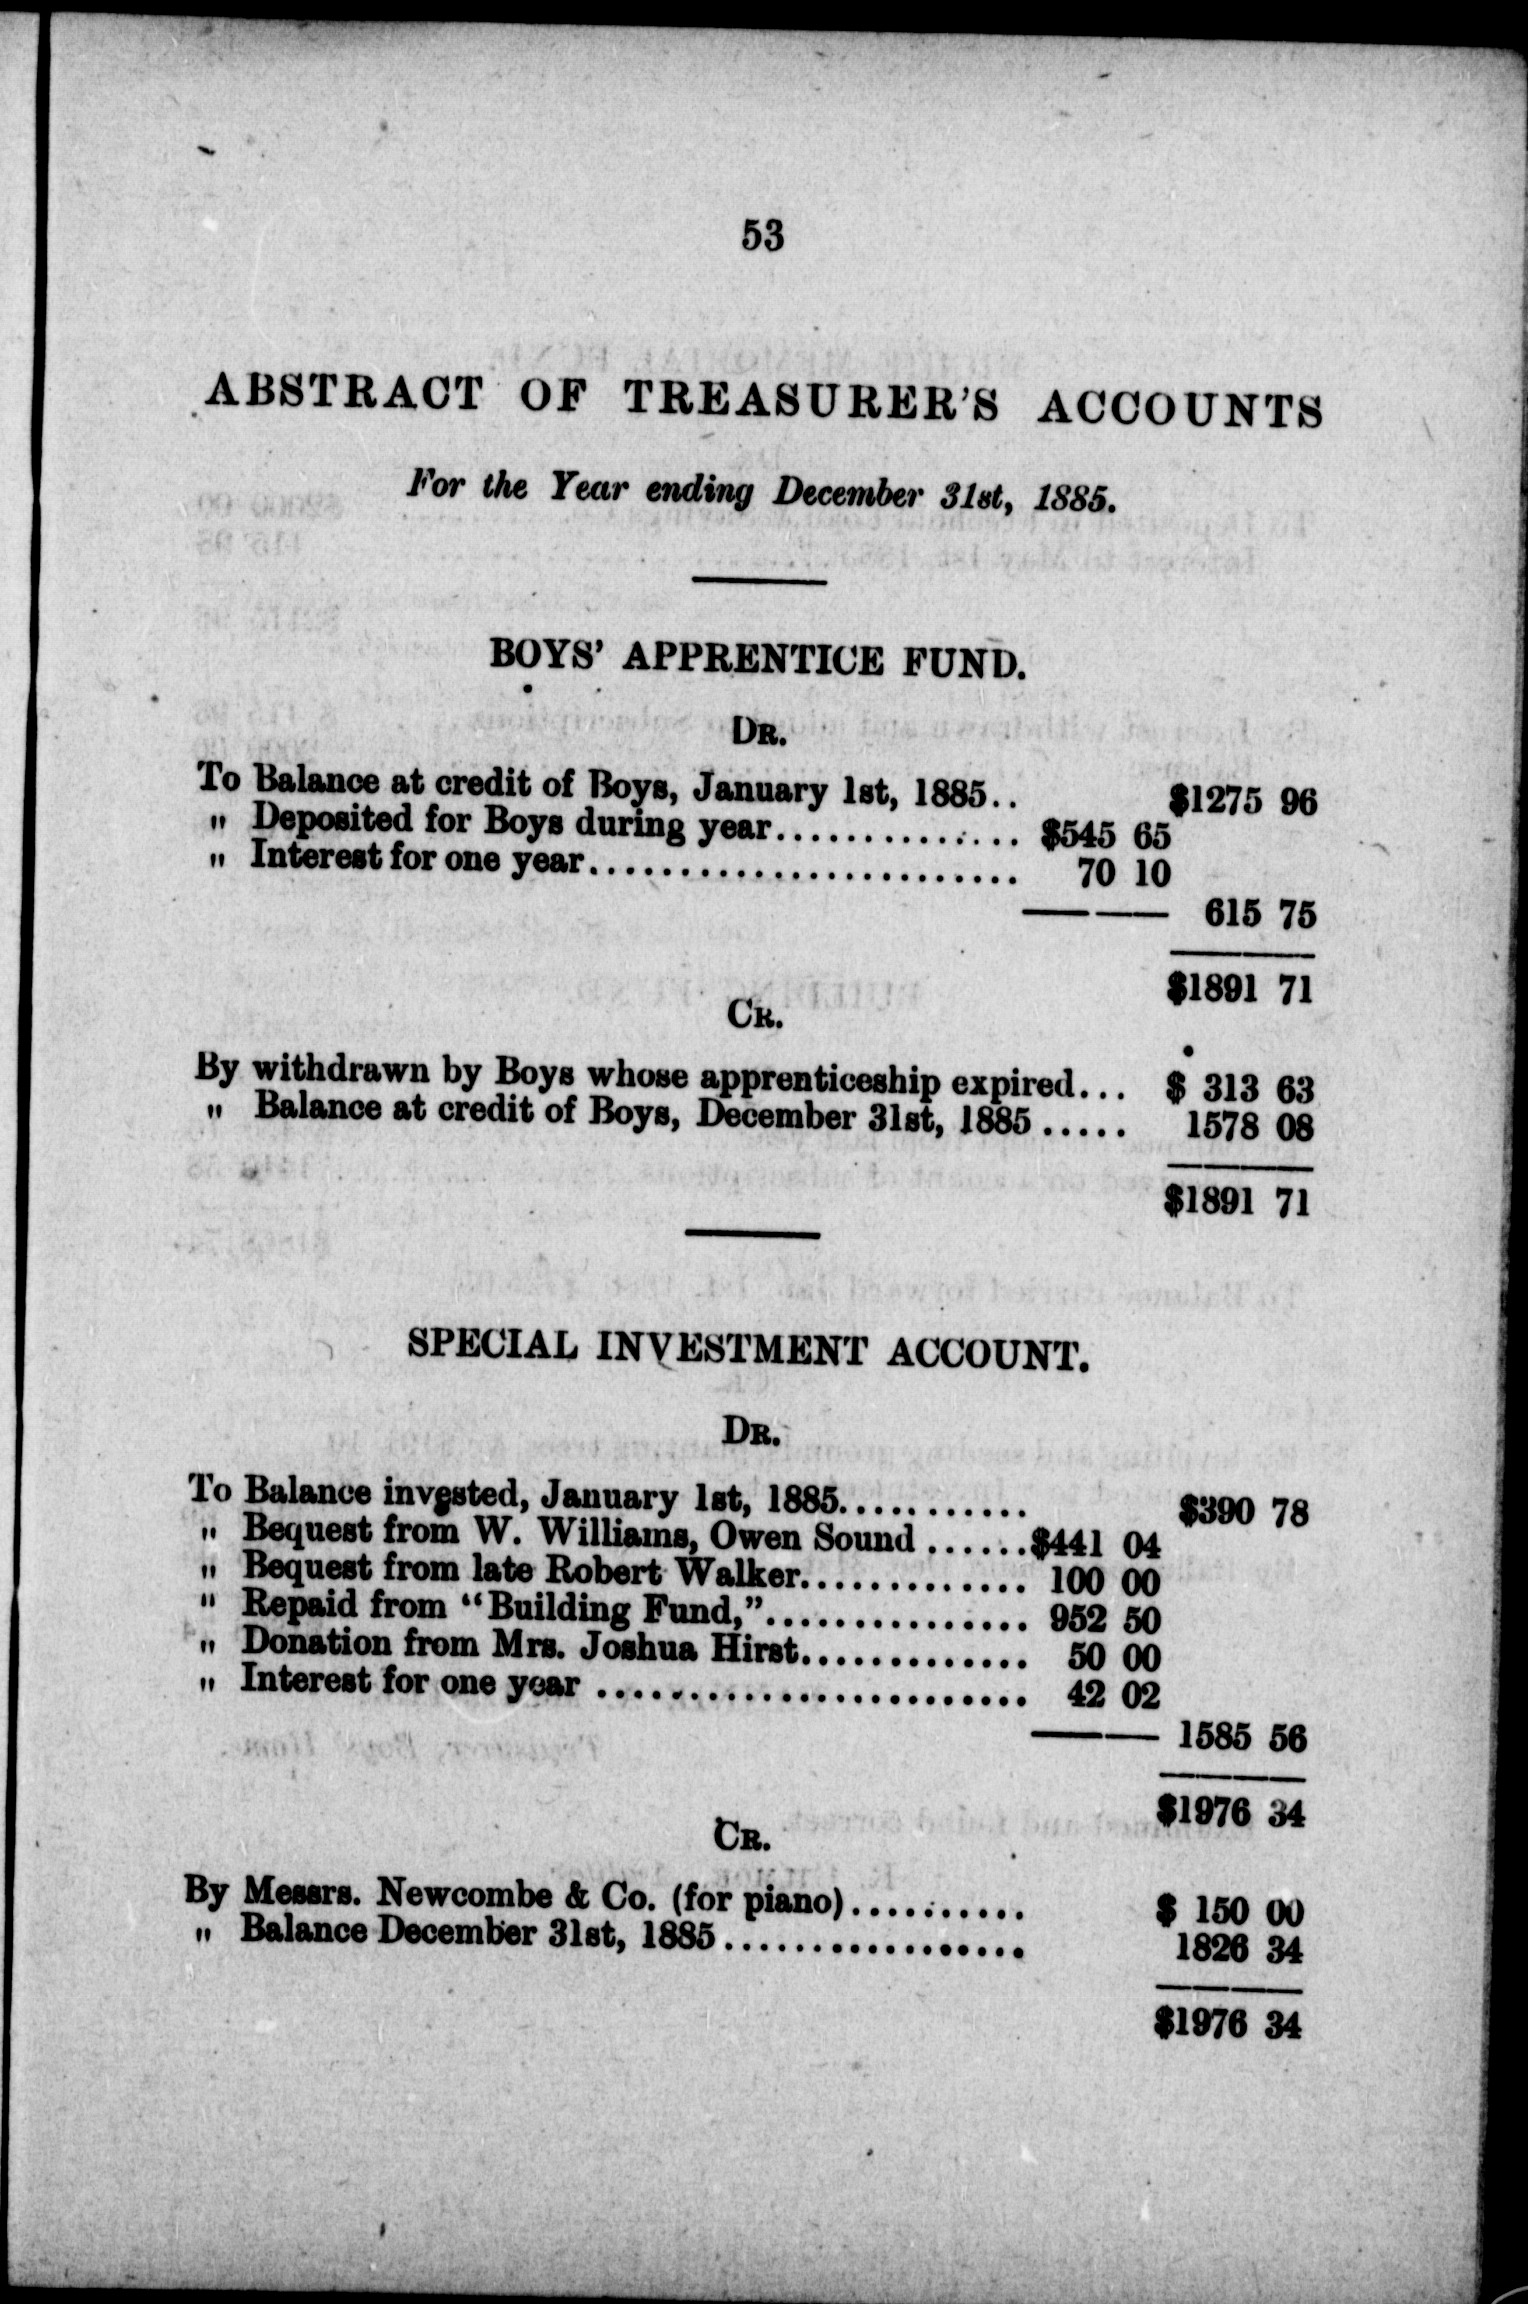 53
ABSTRACT OF TREASURER'S ACCOUNTS
For the Year ending December 31st, 1885.
BOYS' APPRENTICE FUND.
DR.
To Balance at credit of Boys, January 1st, 1885.. $1275 96
„ Deposited for Boys during year.............. $545 65
„ Interest for one year........................ 70 10
615 75
$1891 71
CR.
By withdrawn by Boys whose apprenticeship expired... $ 313 63
„ Balance at credit of Boys, December 31st, 1885 ..... 1578 08
$1891 71
SPECIAL INVESTMENT ACCOUNT.
DR.
To Balance invested, January 1st, 1885........... $390 78
„ Bequest from W. Williams, Owen Sound ......$441 04
„ Bequest from late Robert Walker............. 100 00
" Repaid from "Building Fund,"............... 952 50
„ Donation from Mrs. Joshua Hirst............. 50 00
„ Interest for one year ........................ 42 02
1585 56
$1976 34
CR.
By Messrs. Newcombe & Co. (for piano).......... $ 150 00
„ Balance December 31st, 1885................. 1826 34
$1976 34